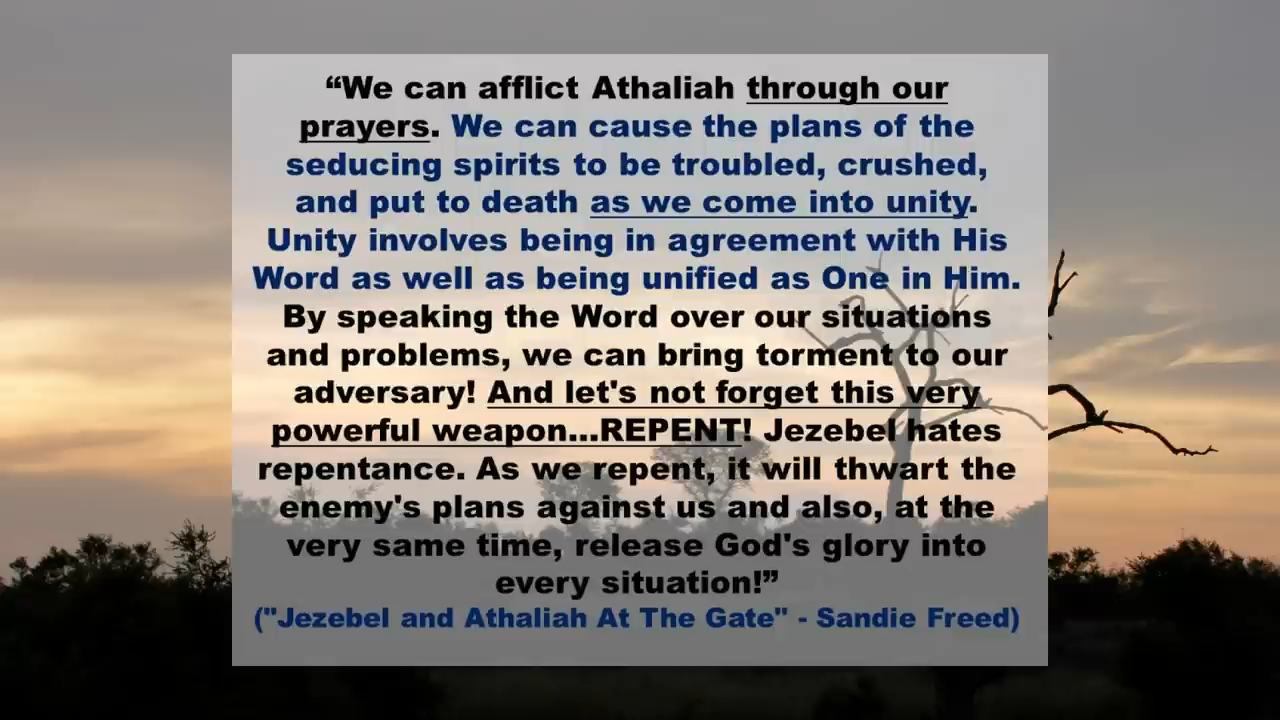 “We can afflict Athaliah through our
prayers. We can cause the plans of the
seducing spirits to be troubled, crushed,
and put to death as we come into unity.
Unity involves being in agreement with His
Word as well as being unified as One in Him.
By speaking the Word over our situations
and problems, we can bring torment to our
adversary! And let's not forget this very
powerful weapon...REPENT! Jezebel hates
repentance. As we repent, it will thwart the
enemy's plans against us and also, at the
very same time, release God's glory into
every situation!”
("Jezebel and Athaliah At The Gate" - Sandie Freed)